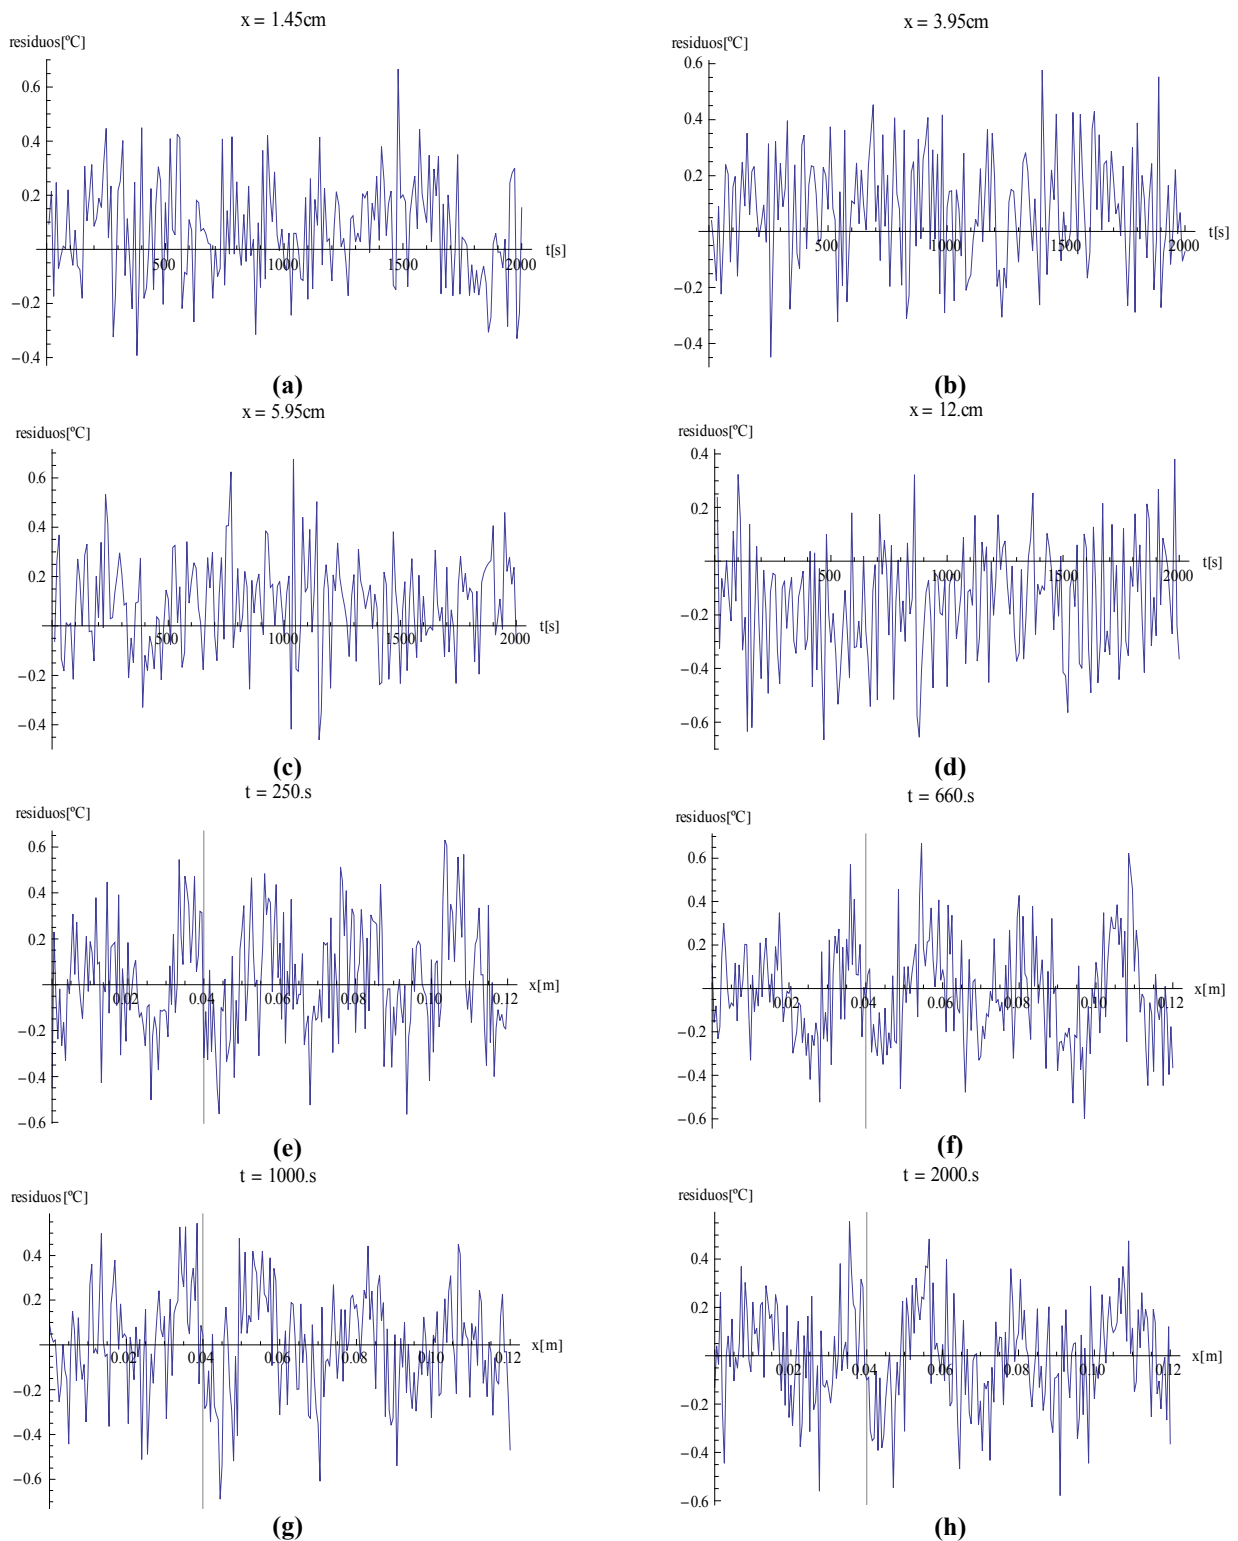 x = 1.45cm
residuos[ºC]
0.6
0.4
0.2
−0.2
−0.4
500
1000
1500
2000
t[s]
(a)
x = 3.95cm
residuos[ºC]
0.6
0.4
0.2
−0.2
−0.4
500
1000
1500
2000
t[s]
(b)
x = 5.95cm
residuos[ºC]
0.6
0.4
0.2
−0.2
−0.4
500
1000
1500
2000
t[s]
(c)
x = 12.cm
residuos[ºC]
0.4
0.2
−0.2
−0.4
−0.6
500
1000
1500
2000
t[s]
(d)
t = 250.s
residuos[ºC]
0.6
0.4
0.2
−0.2
−0.4
−0.6
0.02
0.04
0.06
0.08
0.10
0.12
x[m]
(e)
t = 660.s
residuos[ºC]
0.6
0.4
0.2
−0.2
−0.4
−0.6
0.02
0.04
0.06
0.08
0.10
0.12
x[m]
(f)
t = 1000.s
residuos[ºC]
0.4
0.2
−0.2
−0.4
−0.6
0.02
0.04
0.06
0.08
0.10
0.12
x[m]
(g)
t = 2000.s
residuos[ºC]
0.4
0.2
−0.2
−0.4
−0.6
0.02
0.04
0.06
0.08
0.10
0.12
x[m]
(h)